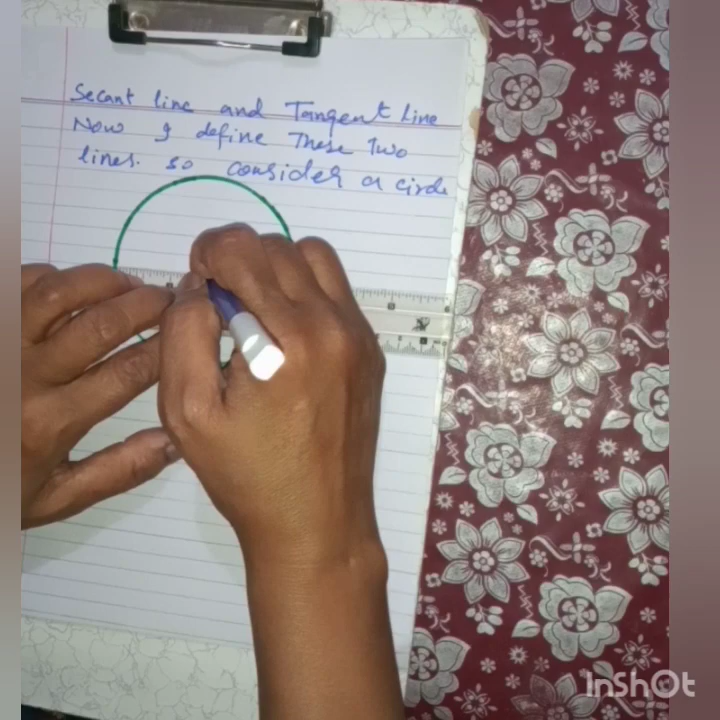 Secant line and Tangent Line
Now I define These Two
lines. so consider a circle
InShOt